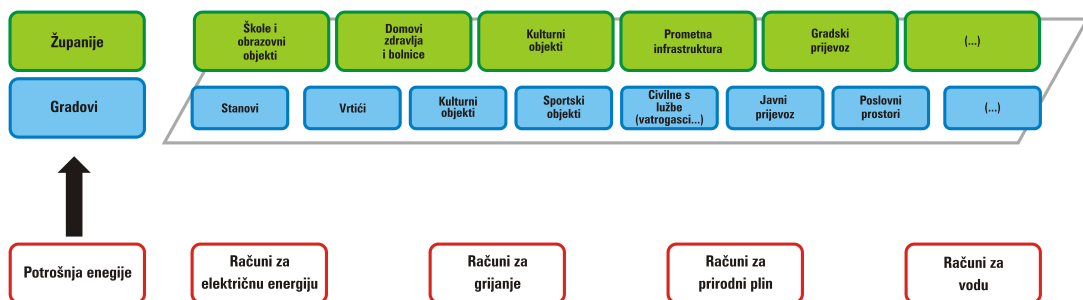 Županije
Škole i
obrazovni
objekti
Domovi
zdravlja
i bolnice
Kulturni
objekti
Prometna
infrastruktura
Gradski
prijevoz
(...)
Gradovi
Stanovi
Vrtići
Kulturni
objekti
Sportski
objekti
Civilne s
lužbe
(vatrogasci...)
Javni
prijevoz
Poslovni
prostori
(...)
Potrošnja enegije
Računi za
električnu energiju
Računi za
grijanje
Računi za
prirodni plin
Računi za
vodu